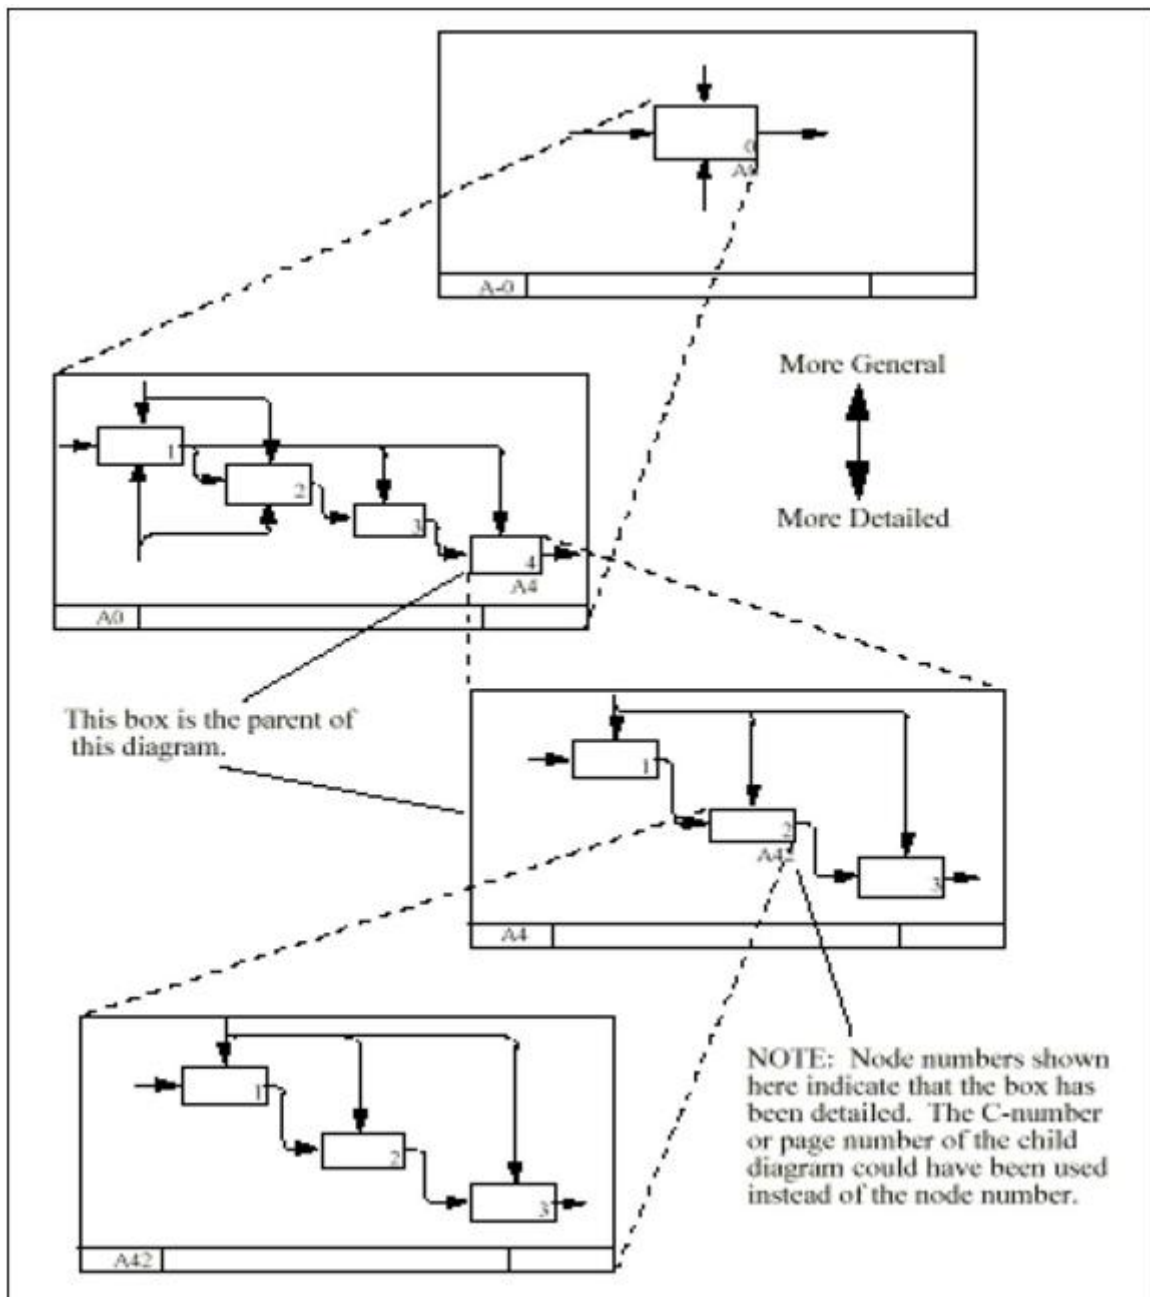 0
A0
A-0
More General
More Detailed
1
2
3
4
A4
A0
This box is the parent of
this diagram.
1
2
A42
3
A4
NOTE: Node numbers shown
here indicate that the box has
been detailed. The C-number
or page number of the child
diagram could have been used
instead of the node number.
1
2
3
A42